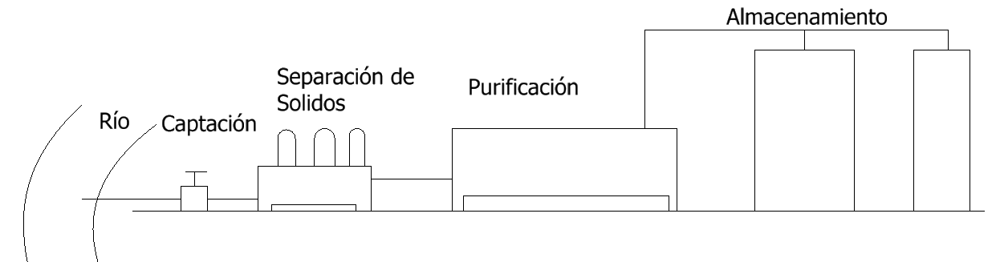 Río
Captación
Separación de
Solidos
Purificación
Almacenamiento